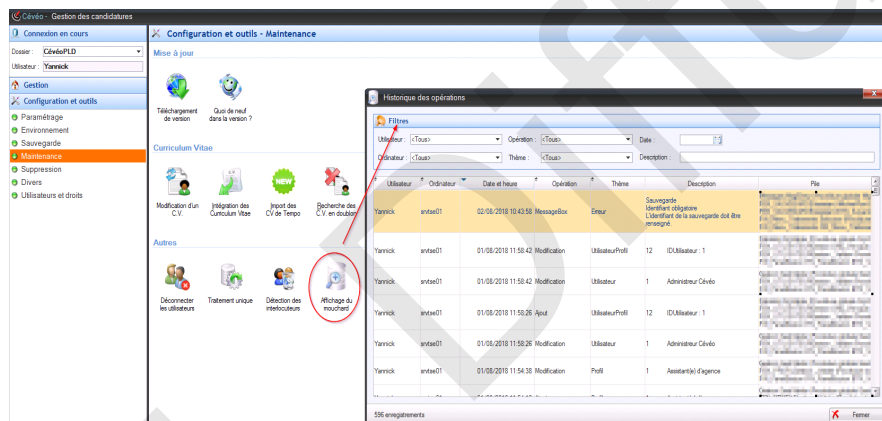 Cévéo - Gestion des candidatures
Connexion en cours
Dossier : CévéoPLD
Utilisateur : Yannick
Gestion
Configuration et outils
Paramétrage
Environnement
Sauvegarde
Maintenance
Suppression
Divers
Utilisateurs et droits
Configuration et outils - Maintenance
Mise à jour
Téléchargement de version
Quoi de neuf dans la version ?
Curriculum Vitae
Modification d'un C.V.
Intégration des Curriculum Vitae
NEW
Import des CV de Tempo
Recherche des C.V. en doublon
Autres
Déconnecter les utilisateurs
Traitement unique
Détection des interlocuteurs
Affichage du mouchard
Historique des opérations
Filtres
Utilisateur : <Tous> Opération : <Tous> Date :
Ordinateur : <Tous> Thème : <Tous> Description :
Utilisateur Ordinateur Date et heure Opération Thème Description Pile
Yannick srvtse01 02/08/2018 10:43:58 MessageBox Erreur Sauvegarde
Identifiant obligatoire
L'identifiant de la sauvegarde doit être
renseigné.
Yannick srvtse01 01/08/2018 11:58:42 Modification UtilisateurProfil 12 IDUtilisateur : 1
Yannick srvtse01 01/08/2018 11:58:42 Modification Utilisateur 1 Administreur Cévéo
Yannick srvtse01 01/08/2018 11:58:26 Ajout UtilisateurProfil 12 IDUtilisateur : 1
Yannick srvtse01 01/08/2018 11:58:26 Modification Utilisateur 1 Administreur Cévéo
Yannick srvtse01 01/08/2018 11:54:38 Modification Profil 1 Assistant(e) d'agence
596 enregistrements
Fermer